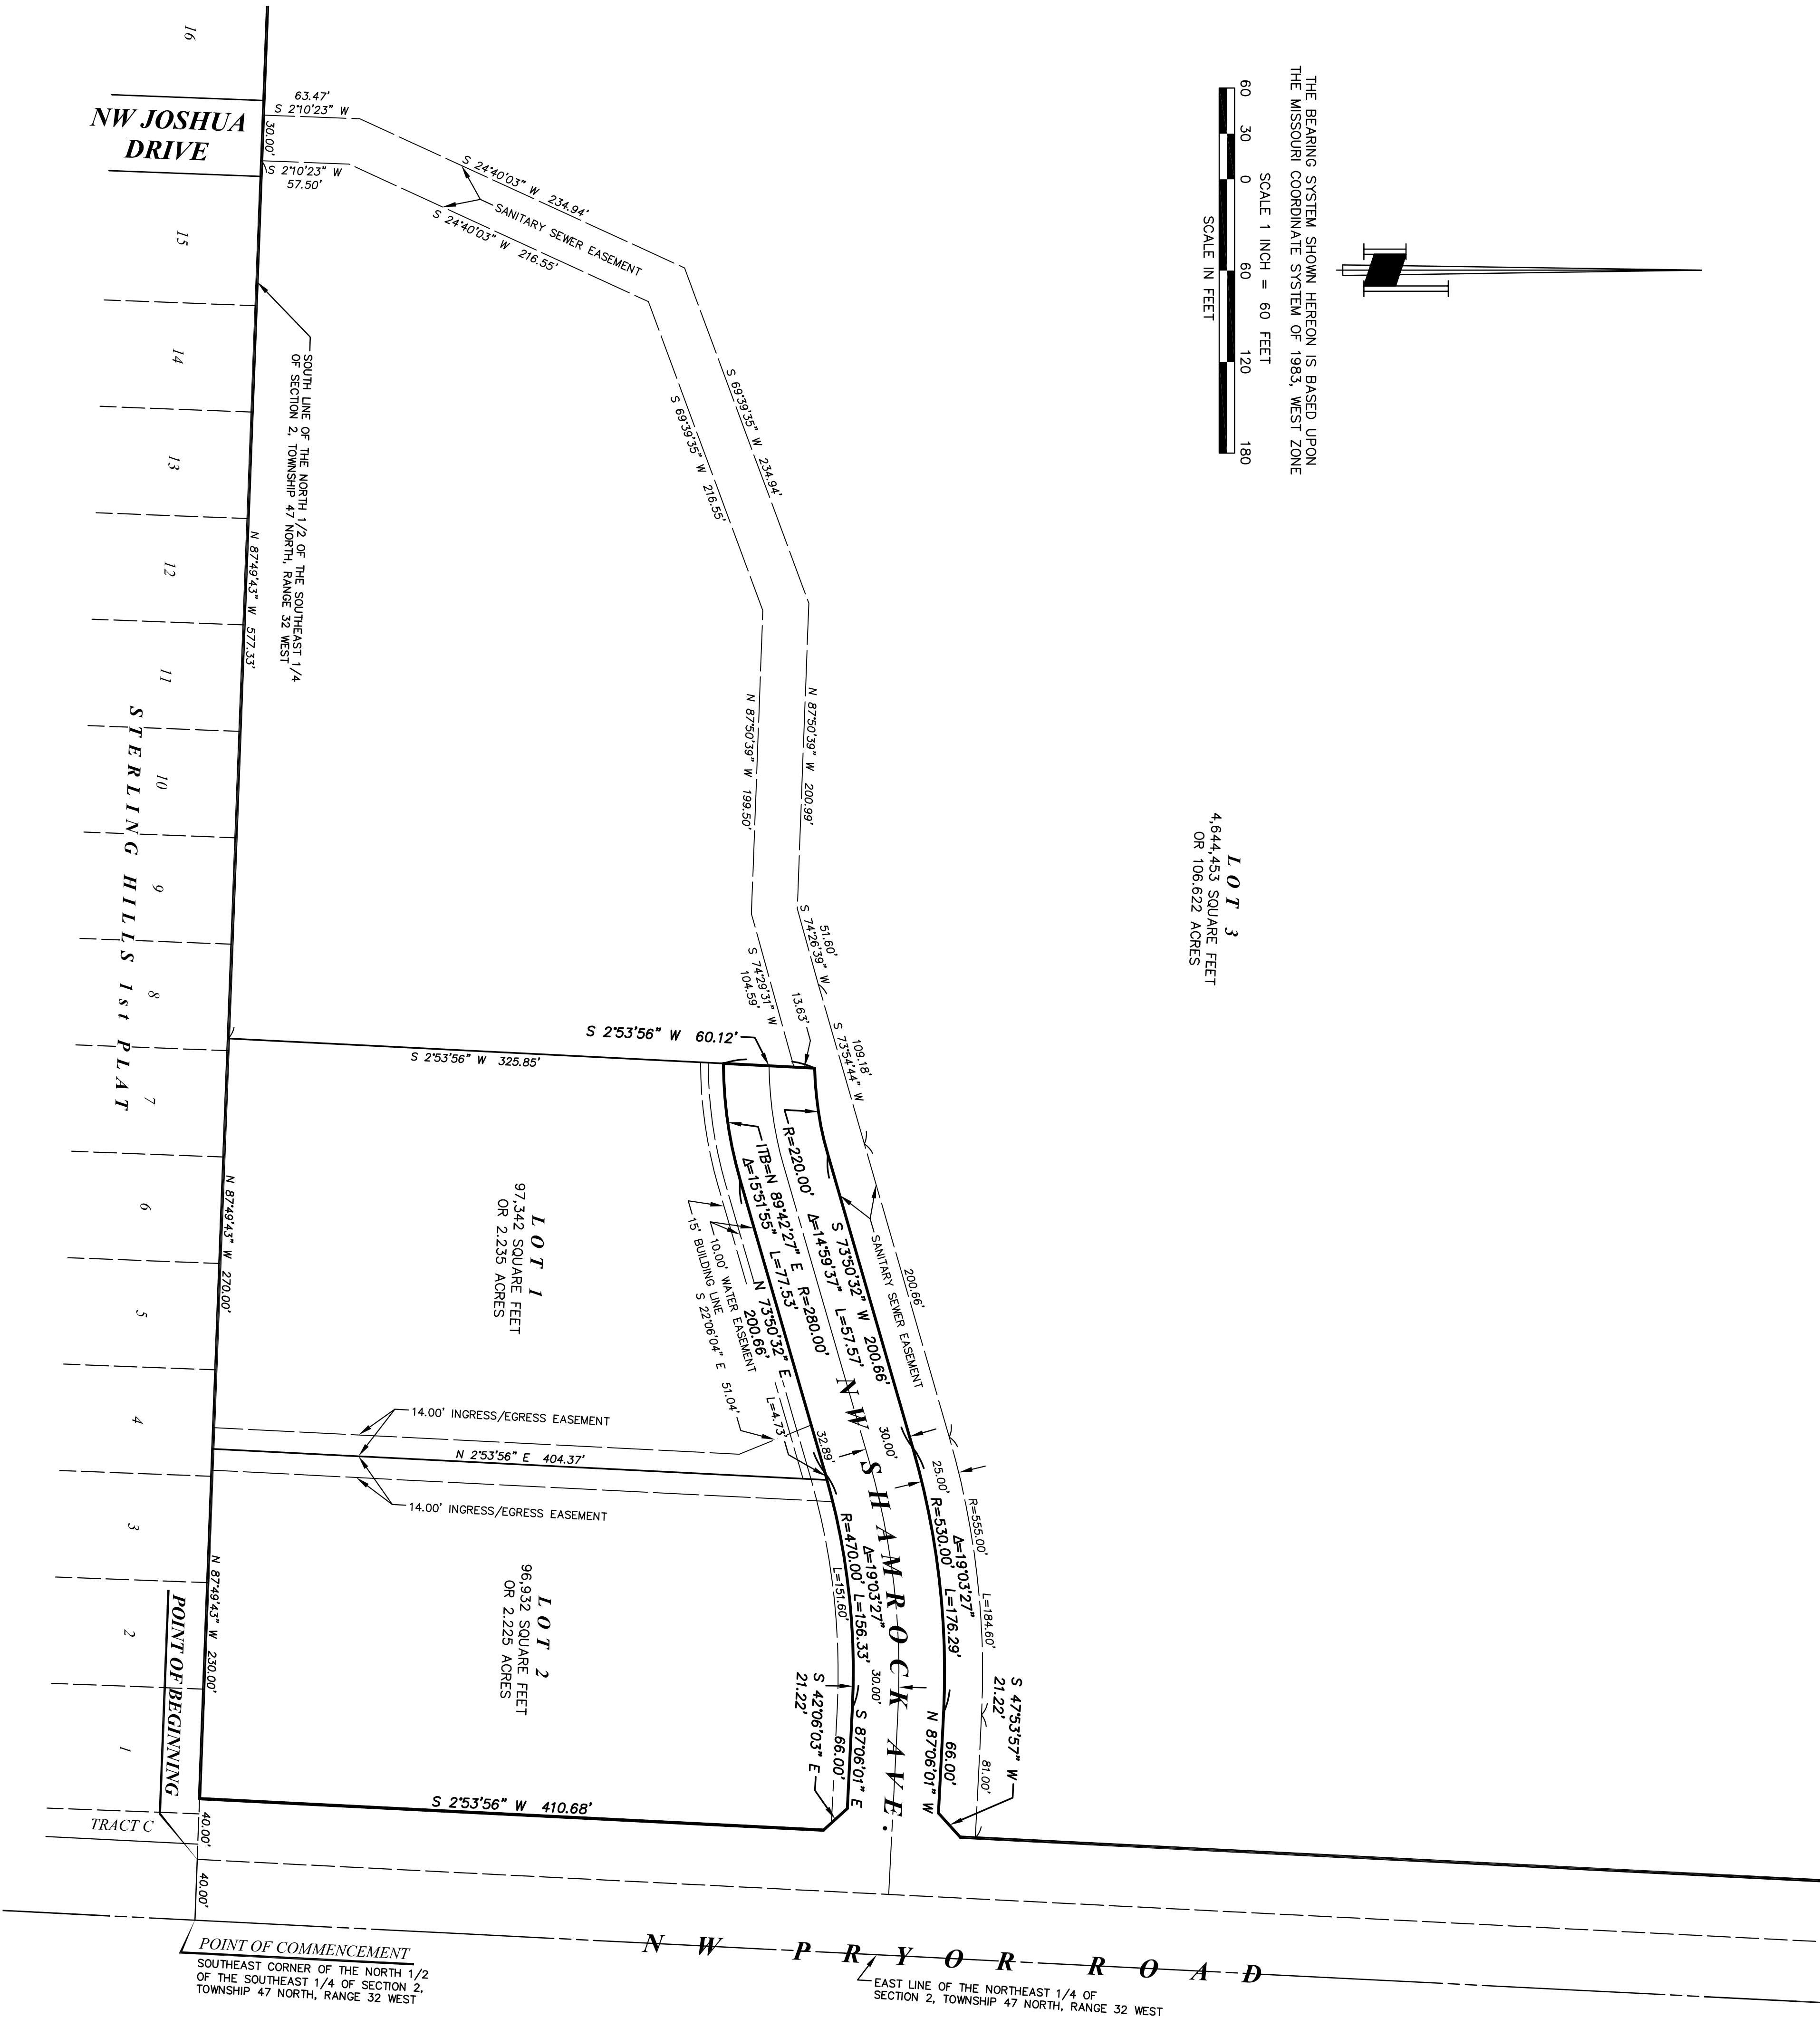 THE BEARING SYSTEM SHOWN HEREON IS BASED UPON
THE MISSOURI COORDINATE SYSTEM OF 1983, WEST ZONE
60 30 0 60 120 180
SCALE 1 INCH = 60 FEET
SCALE IN FEET
16
NW JOSHUA
DRIVE
63.47'
S 2°10'23" W
30.00'
S 2°10'23" W
57.50'
S 24°40'03" W 234.94'
SANITARY SEWER EASEMENT
S 24°40'03" W 216.55'
15
14
13
12
11
10
9
8
7
6
5
4
3
2
1
SOUTH LINE OF THE NORTH 1/2 OF THE SOUTHEAST 1/4
OF SECTION 2, TOWNSHIP 47 NORTH, RANGE 32 WEST
S 69°39'35" W 234.94'
S 69°39'35" W 216.55'
N 87°49'43" W 577.33'
STERLING HILLS 1st PLAT
N 87°50'39" W 200.99'
N 87°50'39" W 199.50'
LOT 3
4,644,453 SQUARE FEET
OR 106.622 ACRES
51.60'
S 74°26'39" W
S 74°29'31" W
104.59'
13.63'
109.18'
S 73°54'44" W
S 2°53'56" W 60.12'
S 2°53'56" W 325.85'
R=220.00' Δ=14°59'37" L=57.57'
ITB=N 89°42'27" E R=280.00'
Δ=15°51'55" L=77.53'
S 73°50'32" W 200.66'
SANITARY SEWER EASEMENT
200.66'
N 73°50'32" E
200.66'
10.00' WATER EASEMENT
15' BUILDING LINE
S 22°06'04" E 51.04'
LOT 1
97,342 SQUARE FEET
OR 2.235 ACRES
N 87°49'43" W 270.00'
L=4.73'
32.89'
14.00' INGRESS/EGRESS EASEMENT
N 2°53'56" E 404.37'
14.00' INGRESS/EGRESS EASEMENT
NW SHAMROCK AVE.
30.00'
25.00'
R=555.00'
L=184.60'
Δ=19°03'27"
R=530.00' L=176.29'
Δ=19°03'27"
R=470.00' L=156.33'
L=151.60'
30.00'
LOT 2
96,932 SQUARE FEET
OR 2.225 ACRES
N 87°49'43" W 230.00'
S 47°53'57" W
21.22'
81.00'
66.00'
N 87°06'01" W
S 87°06'01" E
66.00'
S 42°06'03" E
21.22'
S 2°53'56" W 410.68'
POINT OF BEGINNING
TRACT C
40.00'
40.00'
NW PRYOR ROAD
POINT OF COMMENCEMENT
SOUTHEAST CORNER OF THE NORTH 1/2
OF THE SOUTHEAST 1/4 OF SECTION 2,
TOWNSHIP 47 NORTH, RANGE 32 WEST
EAST LINE OF THE NORTHEAST 1/4 OF
SECTION 2, TOWNSHIP 47 NORTH, RANGE 32 WEST